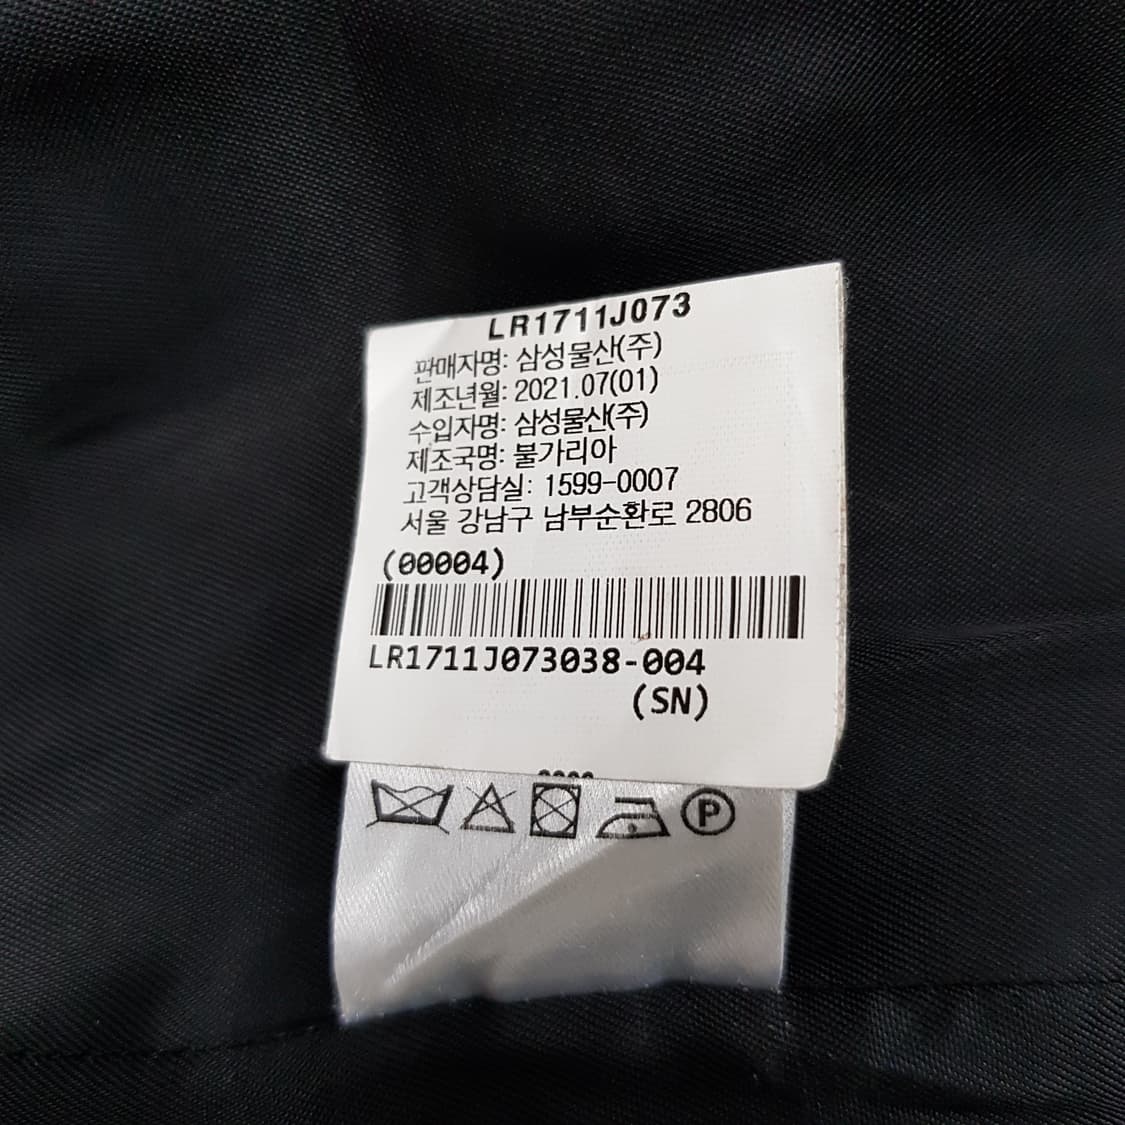 LR1711J073
판매자명: 삼성물산(주)
제조년월: 2021.07(01)
수입자명: 삼성물산(주)
제조국명: 불가리아
고객상담실: 1599-0007
서울 강남구 남부순환로 2806
(00004)
LR1711J073038-004
(SN)
P